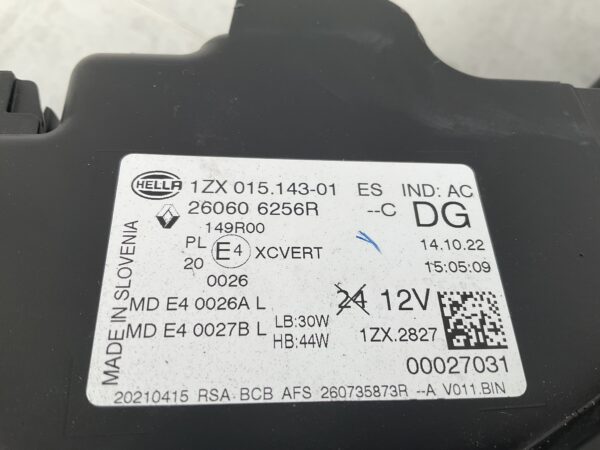 HELLA 1ZX 015.143-01 ES IND: AC
26060 6256R --C DG
149R00 14.10.22
PL E4 XCVERT
20 15:05:09
0026
MADE IN SLOVENIA
MD E4 0026A L 24 12V
MD E4 0027B L LB:30W 1ZX.2827
HB:44W
00027031
20210415 RSA-BCB AFS 260735873R --A V011.BIN